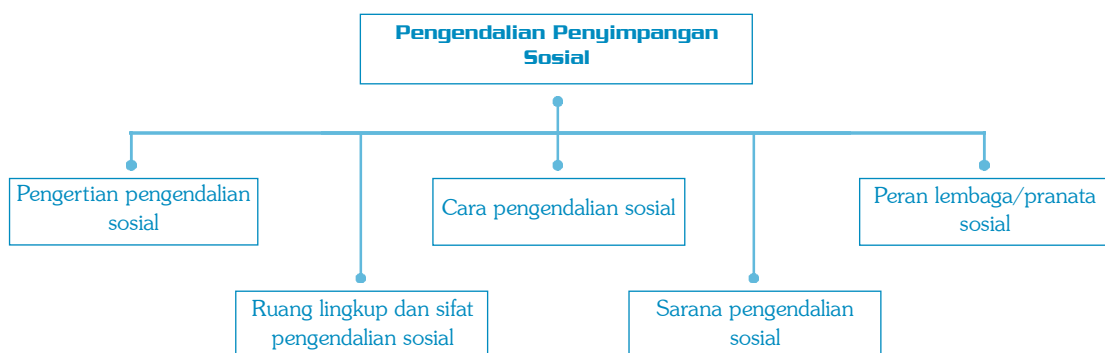 Pengendalian Penyimpangan
Sosial
Pengertian pengendalian
sosial
Cara pengendalian sosial
Peran lembaga/pranata
sosial
Ruang lingkup dan sifat
pengendalian sosial
Sarana pengendalian
sosial